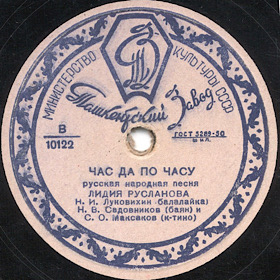 МИНИСТЕРСТВО КУЛЬТУРЫ СССР
Ташкентский Завод
В
10122
ГОСТ 5289-50
ЧАС ДА ПО ЧАСУ
русская народная песня
ЛИДИЯ РУСЛАНОВА
Н. И. Луковихин балалайка)
Н. В. Садовников (баян) и
С. О. Максаков (к-тино)